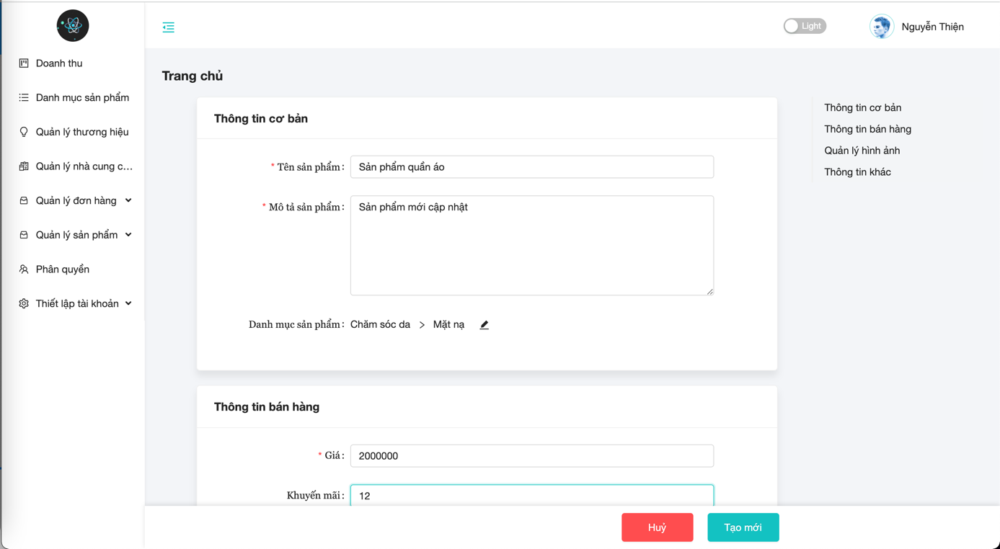 Light
Nguyễn Thiện
Doanh thu
Danh mục sản phẩm
Quản lý thương hiệu
Quản lý nhà cung c...
Quản lý đơn hàng
Quản lý sản phẩm
Phân quyền
Thiết lập tài khoản
Trang chủ
Thông tin cơ bản
* Tên sản phẩm: Sản phẩm quần áo
* Mô tả sản phẩm: Sản phẩm mới cập nhật
Danh mục sản phẩm: Chăm sóc da > Mặt nạ
Thông tin bán hàng
* Giá: 2000000
Khuyến mãi: 12
Huỷ
Tạo mới
Thông tin cơ bản
Thông tin bán hàng
Quản lý hình ảnh
Thông tin khác